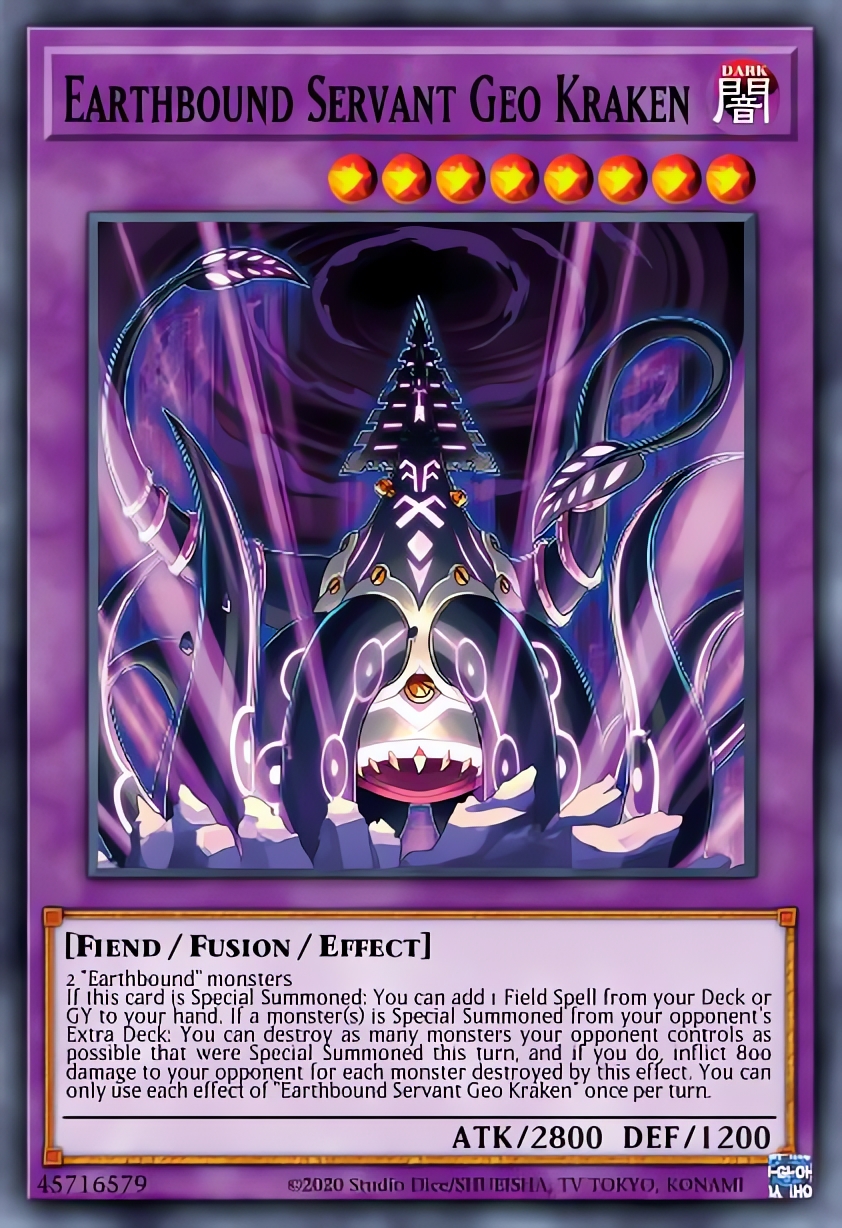 EARTHBOUND SERVANT GEO KRAKEN
DARK
闇
[FIEND / FUSION / EFFECT]
2 "Earthbound" monsters
If this card is Special Summoned: You can add 1 Field Spell from your Deck or
GY to your hand. If a monster(s) is Special Summoned from your opponent's
Extra Deck: You can destroy as many monsters your opponent controls as
possible that were Special Summoned this turn, and if you do, inflict 800
damage to your opponent for each monster destroyed by this effect. You can
only use each effect of "Earthbound Servant Geo Kraken" once per turn.
ATK/2800 DEF/1200
45716579
©2020 Studio Dice/SHUEISHA, TV TOKYO, KONAMI